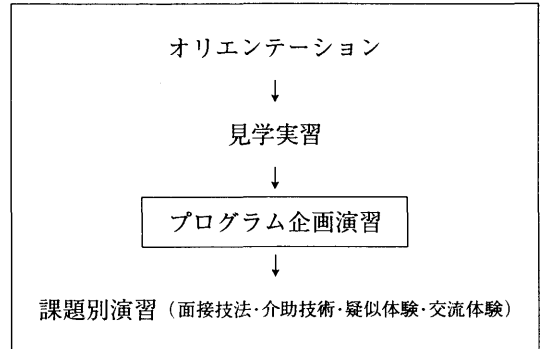 オリエンテーション
↓
見学実習
↓
プログラム企画演習
↓
課題別演習（面接技法・介助技術・疑似体験・交流体験）